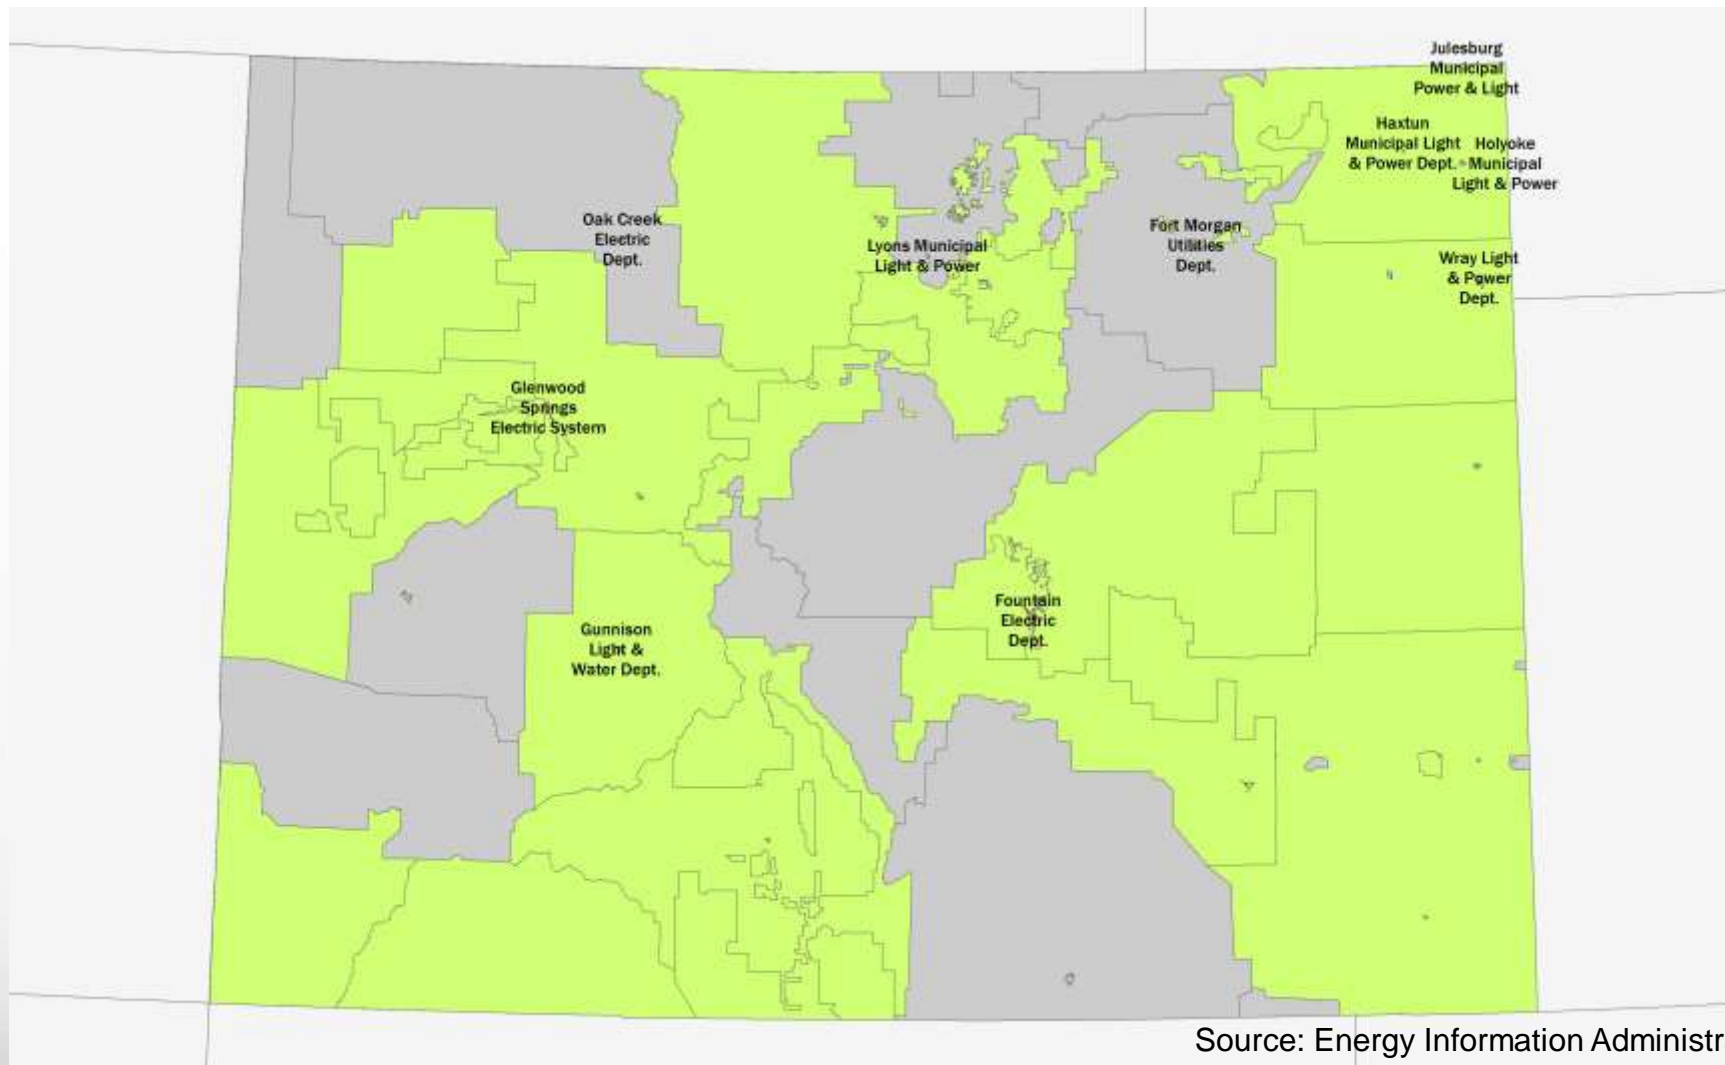 Julesburg
Municipal
Power & Light
Haxtun
Municipal Light
& Power Dept.
Holyoke
Municipal
Light & Power
Oak Creek
Electric
Dept.
Lyons Municipal
Light & Power
Fort Morgan
Utilities
Dept.
Wray Light
& Power
Dept.
Glenwood
Springs
Electric System
Fountain
Electric
Dept.
Gunnison
Light &
Water Dept.
Source: Energy Information Administr